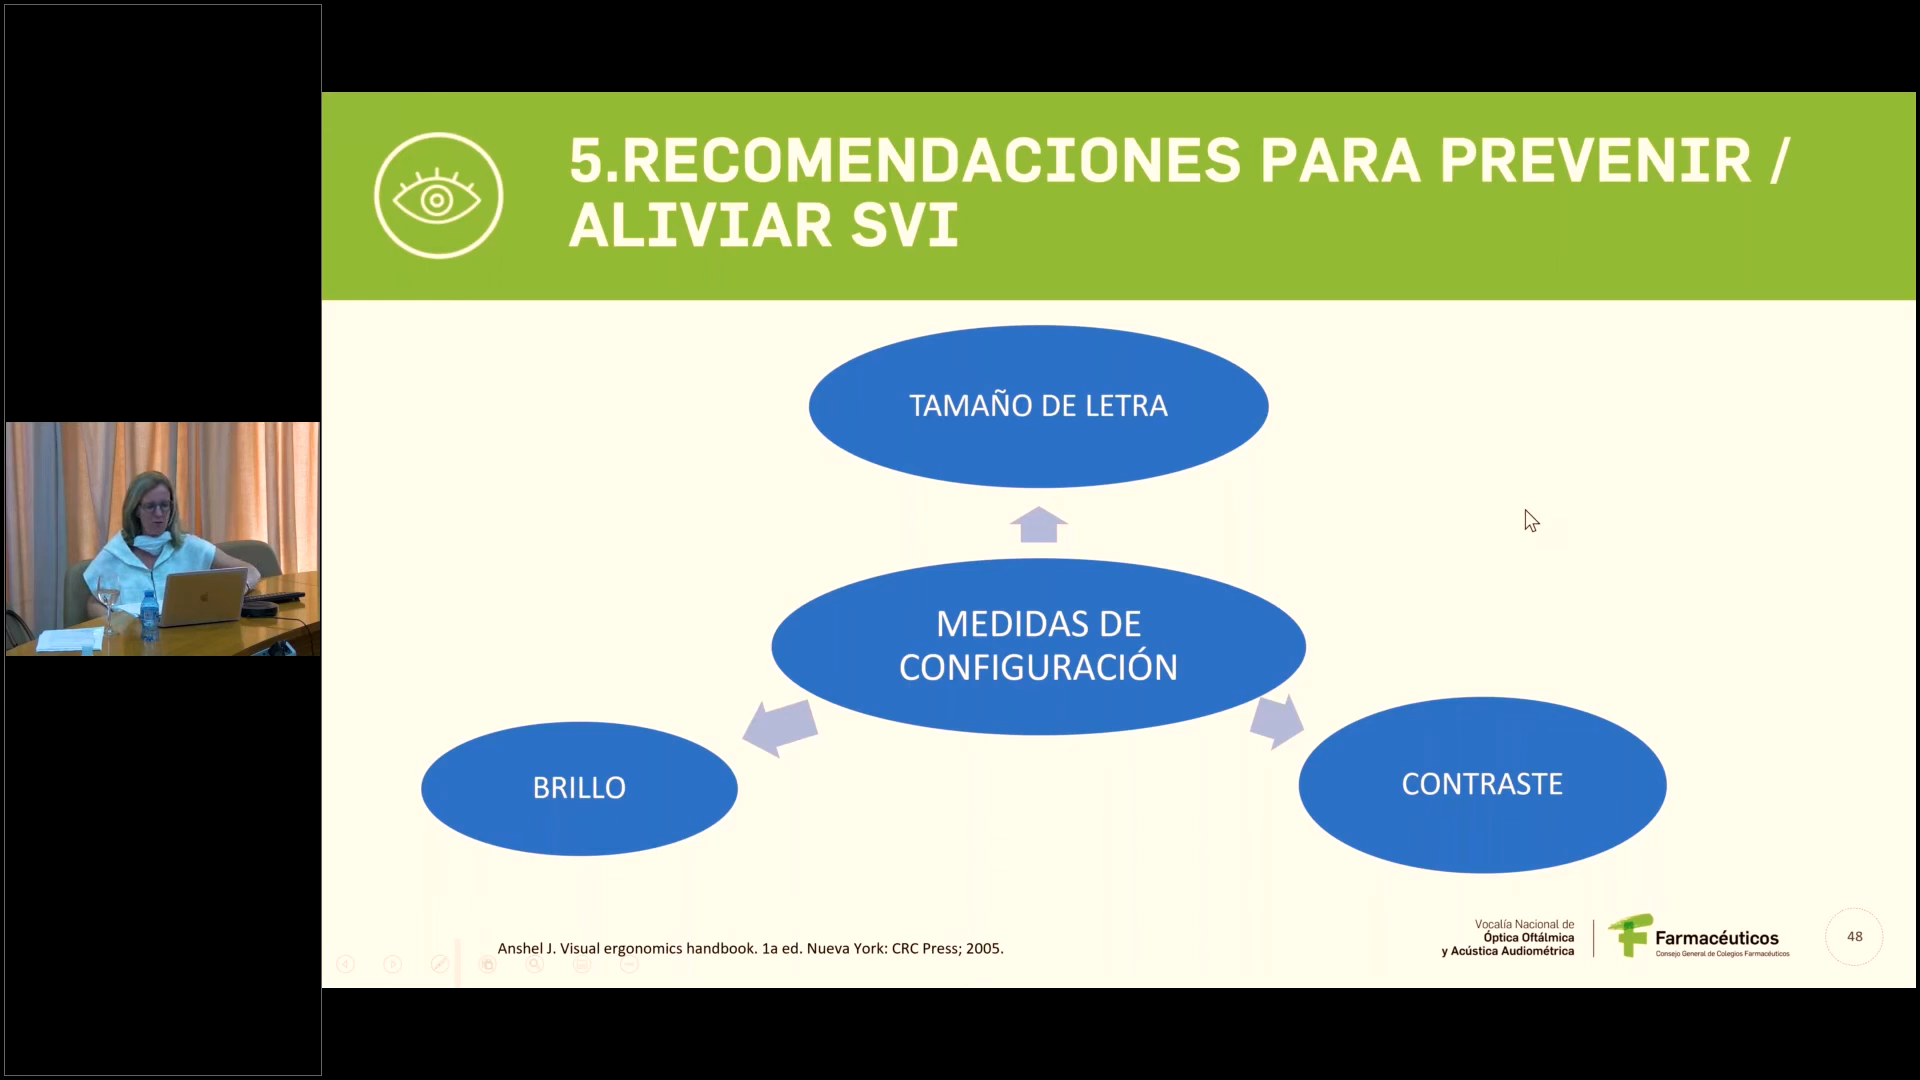 5.RECOMENDACIONES PARA PREVENIR /
ALIVIAR SVI
TAMAÑO DE LETRA
MEDIDAS DE
CONFIGURACIÓN
BRILLO
CONTRASTE
Anshel J. Visual ergonomics handbook. 1a ed. Nueva York: CRC Press; 2005.
Vocalía Nacional de
Óptica Oftálmica
y Acústica Audiométrica
Farmacéuticos
Consejo General de Colegios Farmacéuticos
48